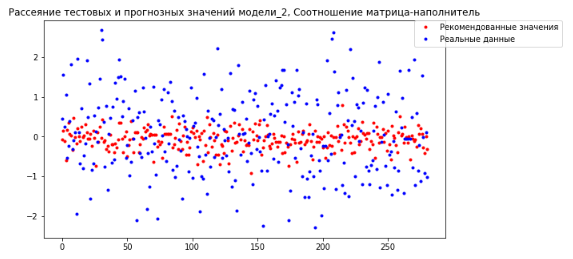 Рассеяние тестовых и прогнозных значений модели_2, Соотношение матрица-наполнитель
Рекомендованные значения
Реальные данные
2
1
0
−1
−2
0 50 100 150 200 250